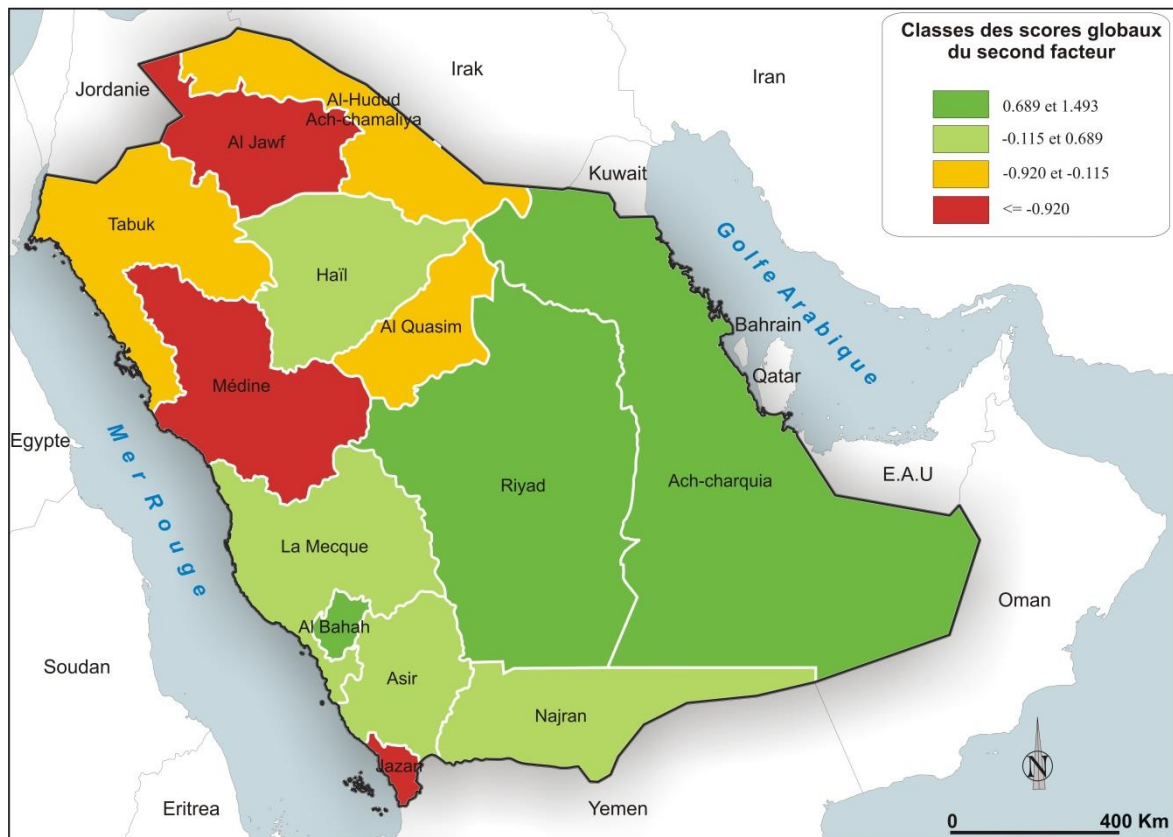 Classes des scores globaux
du second facteur
0.689 et 1.493
-0.115 et 0.689
-0.920 et -0.115
<= -0.920
Irak
Iran
Jordanie
Al-Hudud
Ach-chamaliya
Al Jawf
Kuwait
Tabuk
Haïl
Golfe Arabique
Al Quasim
Bahrain
Qatar
Médine
Egypte
Mer Rouge
Riyad
Ach-charquia
E.A.U
La Mecque
Oman
Al Bahah
Soudan
Asir
Najran
Jazan
N
Eritrea
Yemen
0 400 Km